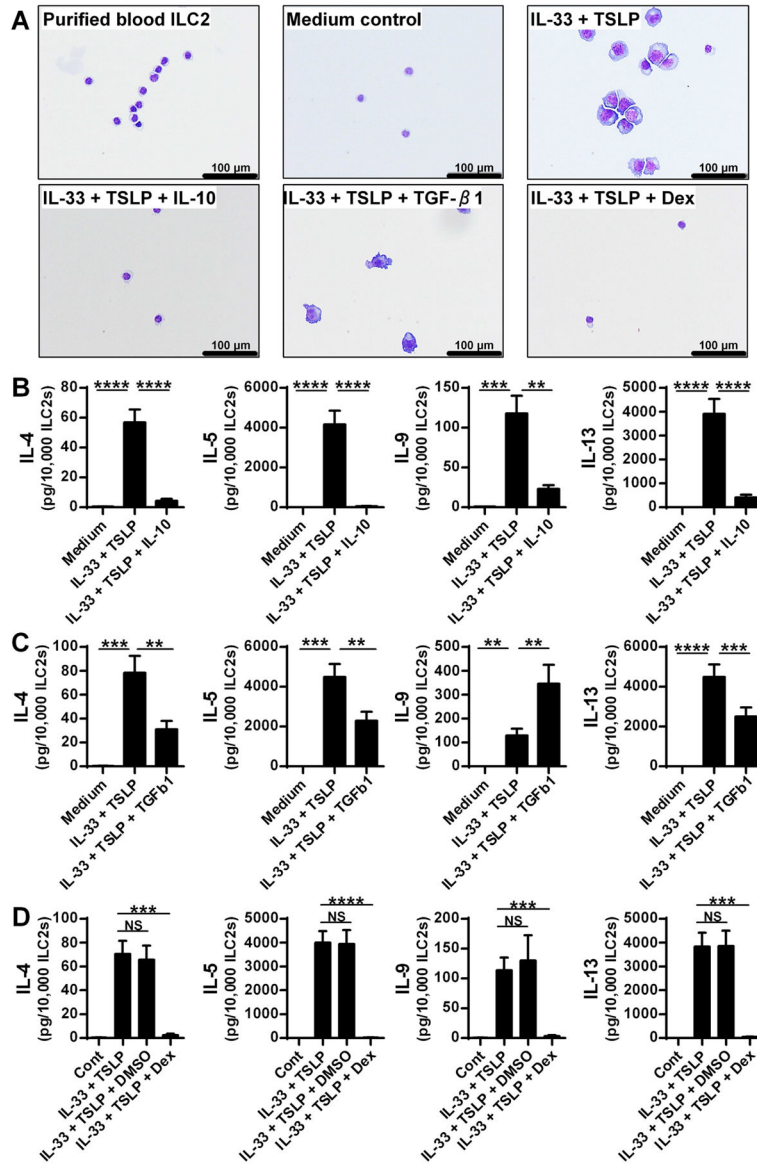 A
Purified blood ILC2
Medium control
IL-33 + TSLP
100 µm
100 µm
100 µm
IL-33 + TSLP + IL-10
IL-33 + TSLP + TGF-β1
IL-33 + TSLP + Dex
100 µm
100 µm
100 µm
B
IL-4
(pg/10,000 ILC2s)
80
60
40
20
0
**** ****
Medium
IL-33 + TSLP
IL-33 + TSLP + IL-10
IL-5
(pg/10,000 ILC2s)
6000
4000
2000
0
**** ****
Medium
IL-33 + TSLP
IL-33 + TSLP + IL-10
IL-9
(pg/10,000 ILC2s)
150
100
50
0
*** **
Medium
IL-33 + TSLP
IL-33 + TSLP + IL-10
IL-13
(pg/10,000 ILC2s)
5000
4000
3000
2000
1000
0
**** ****
Medium
IL-33 + TSLP
IL-33 + TSLP + IL-10
C
IL-4
(pg/10,000 ILC2s)
100
80
60
40
20
0
*** **
Medium
IL-33 + TSLP
IL-33 + TSLP + TGFb1
IL-5
(pg/10,000 ILC2s)
6000
4000
2000
0
*** **
Medium
IL-33 + TSLP
IL-33 + TSLP + TGFb1
IL-9
(pg/10,000 ILC2s)
500
400
300
200
100
0
** **
Medium
IL-33 + TSLP
IL-33 + TSLP + TGFb1
IL-13
(pg/10,000 ILC2s)
6000
5000
4000
3000
2000
1000
0
**** ***
Medium
IL-33 + TSLP
IL-33 + TSLP + TGFb1
D
IL-4
(pg/10,000 ILC2s)
100
80
60
40
20
0
***
NS
Cont
IL-33 + TSLP
IL-33 + TSLP + DMSO
IL-33 + TSLP + Dex
IL-5
(pg/10,000 ILC2s)
5000
4000
3000
2000
1000
0
****
NS
Cont
IL-33 + TSLP
IL-33 + TSLP + DMSO
IL-33 + TSLP + Dex
IL-9
(pg/10,000 ILC2s)
200
150
100
50
0
***
NS
Cont
IL-33 + TSLP
IL-33 + TSLP + DMSO
IL-33 + TSLP + Dex
IL-13
(pg/10,000 ILC2s)
5000
4000
3000
2000
1000
0
***
NS
Cont
IL-33 + TSLP
IL-33 + TSLP + DMSO
IL-33 + TSLP + Dex